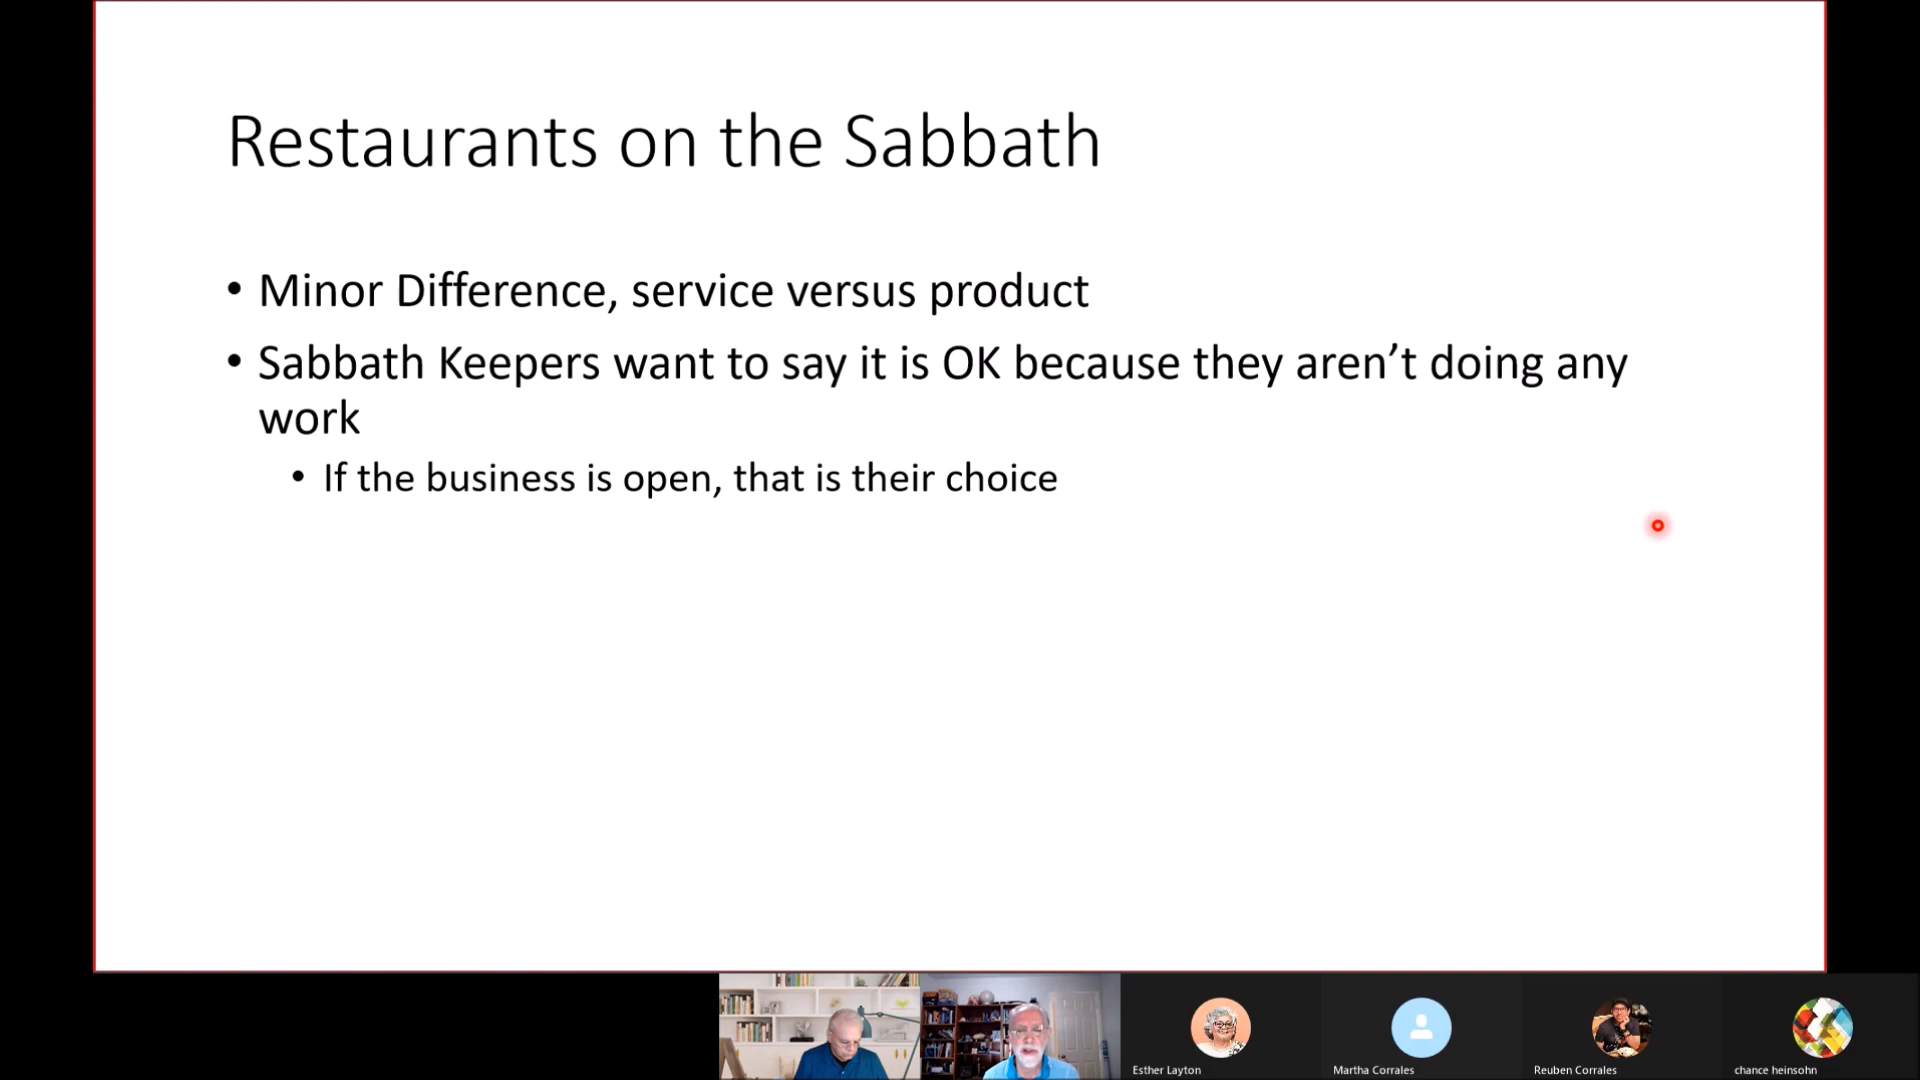 Restaurants on the Sabbath
• Minor Difference, service versus product
• Sabbath Keepers want to say it is OK because they aren’t doing any
work
• If the business is open, that is their choice
Esther Layton
Martha Corrales
Reuben Corrales
chance heinsohn